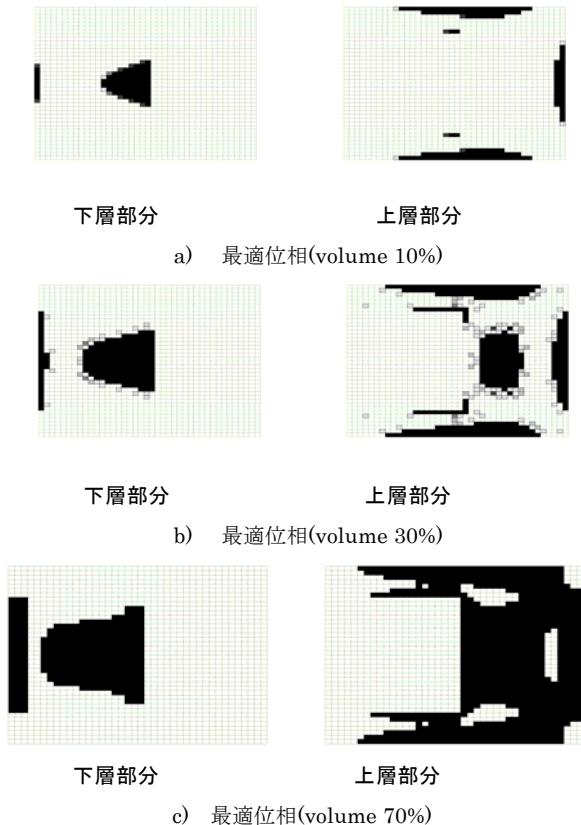 下層部分 上層部分
a) 最適位相(volume 10%)
下層部分 上層部分
b) 最適位相(volume 30%)
下層部分 上層部分
c) 最適位相(volume 70%)